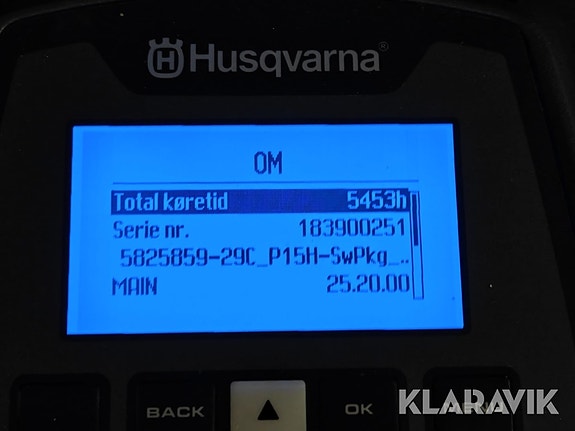 Husqvarna®
OM
Total køretid 5453h
Serie nr. 183900251
5825859-29C_P15H-SwPkg_..
MAIN 25.20.00
BACK ▲ OK
KLARAVIK